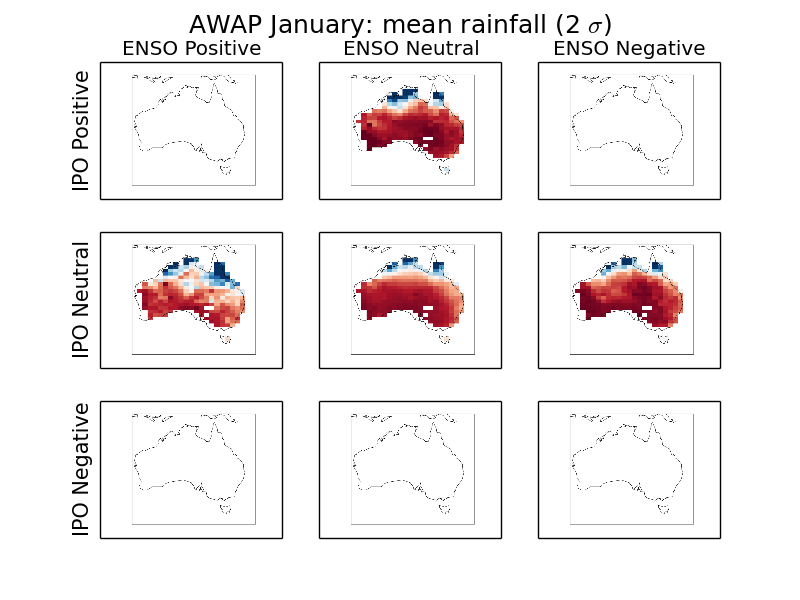 AWAP January: mean rainfall (2 σ)
ENSO Positive
ENSO Neutral
ENSO Negative
IPO Positive
IPO Neutral
IPO Negative